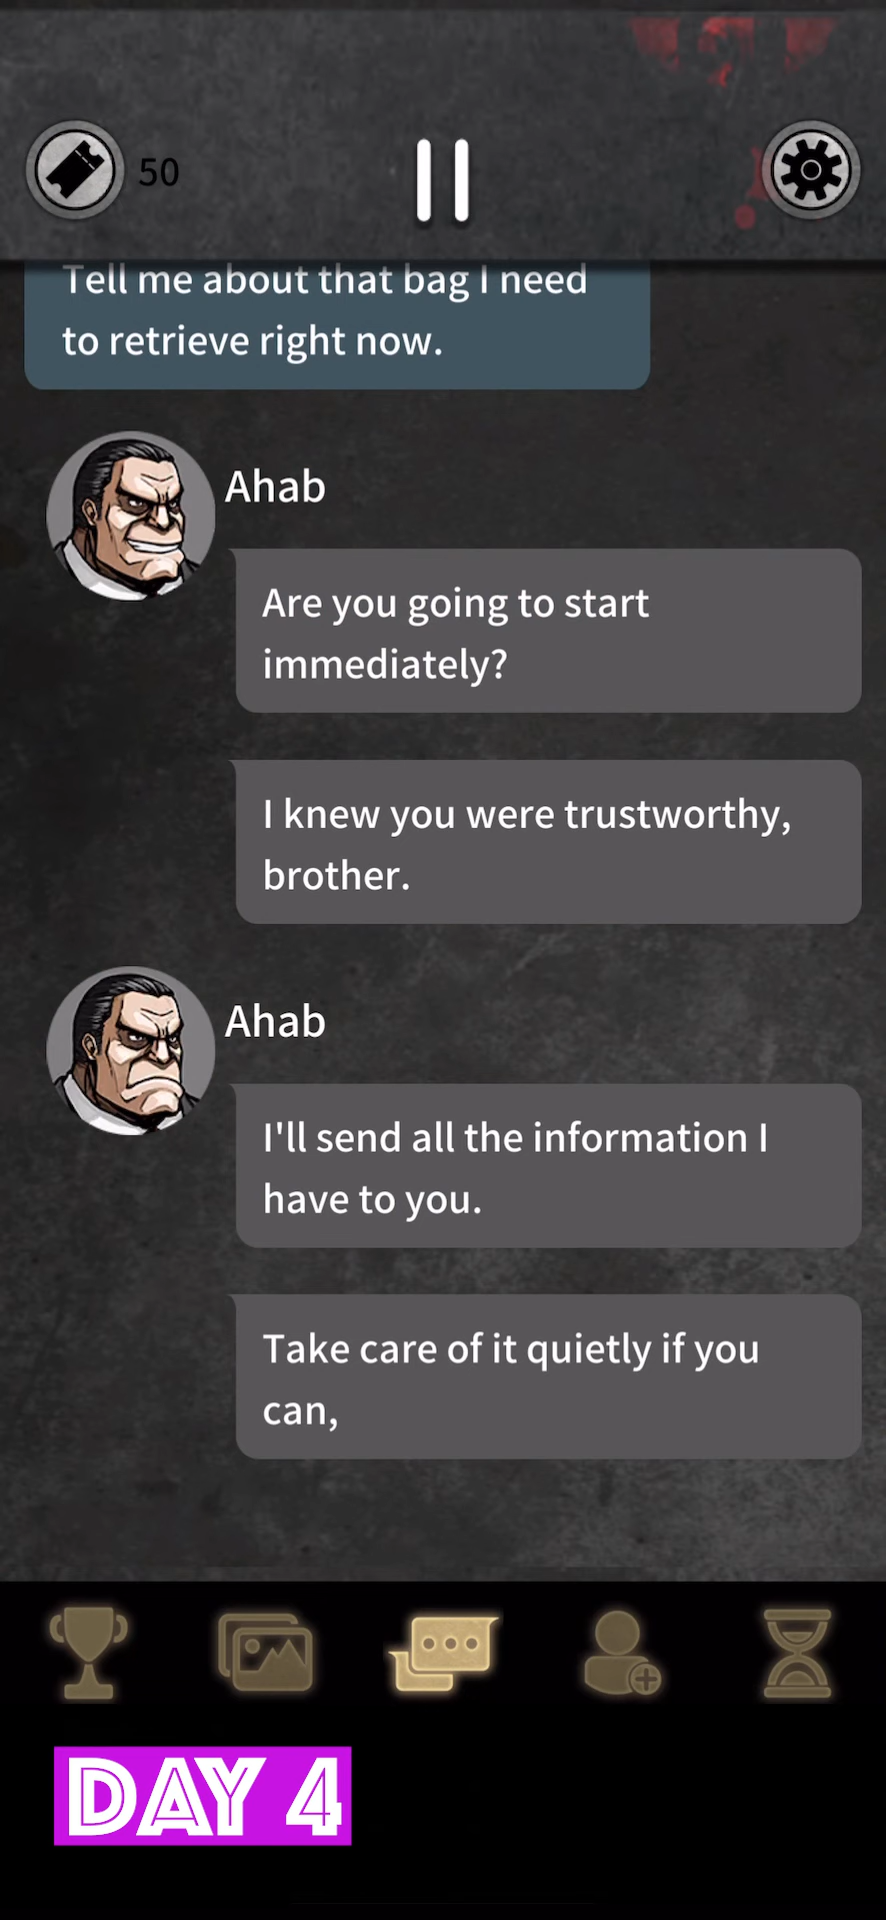 50
Tell me about that bag I need
to retrieve right now.
Ahab
Are you going to start
immediately?
I knew you were trustworthy,
brother.
Ahab
I'll send all the information I
have to you.
Take care of it quietly if you
can,
DAY 4